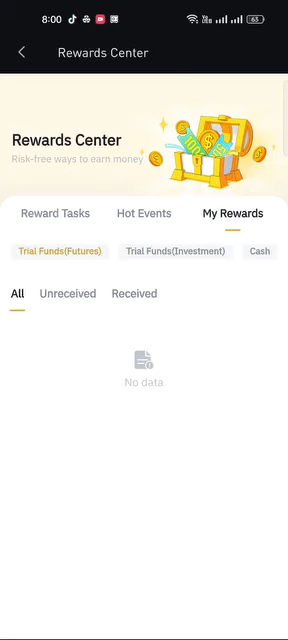 8:00
63
Rewards Center
Rewards Center
Risk-free ways to earn money
Reward Tasks Hot Events My Rewards
Trial Funds(Futures) Trial Funds(Investment) Cash
All Unreceived Received
No data